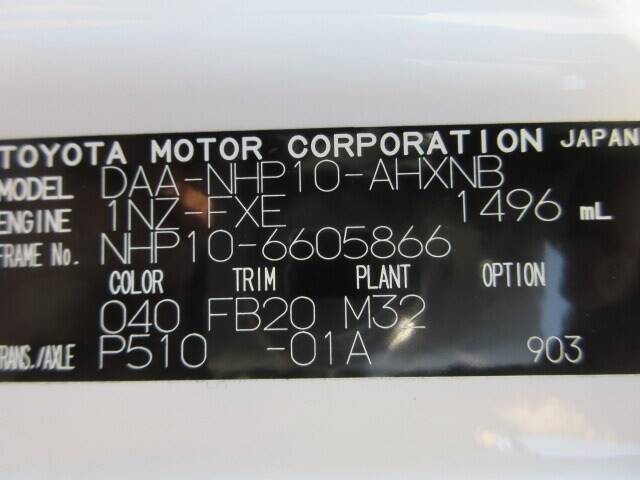 TOYOTA MOTOR CORPORATION JAPAN
MODEL DAA-NHP10-AHXNB
ENGINE 1NZ-FXE 1496 mL
FRAME No. NHP10-6605866
COLOR TRIM PLANT OPTION
040 FB20 M32
TRANS./AXLE P510 -01A 903